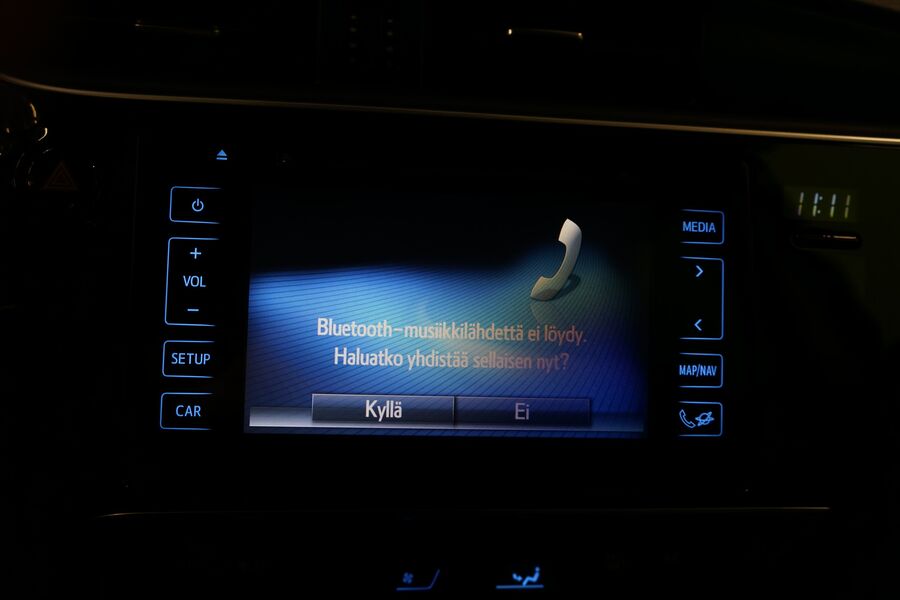 MEDIA
11:11
+
VOL
−
SETUP
CAR
Bluetooth-musiikkilähdettä ei löydy.
Haluatko yhdistää sellaisen nyt?
Kyllä
Ei
>
<
MAP/NAV